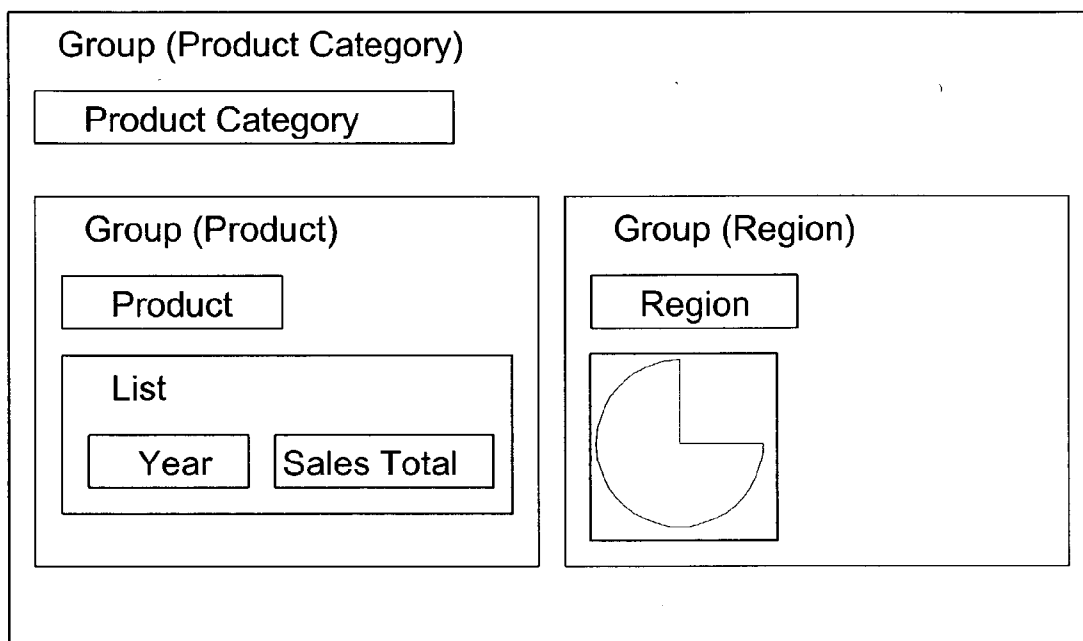 Group (Product Category)
Product Category
Group (Product)
Product
List
Year
Sales Total
Group (Region)
Region